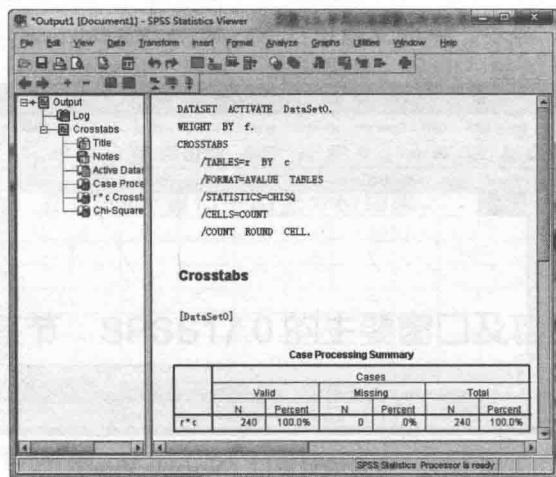 *Output1 [Document1] - SPSS Statistics Viewer
File Edit View Data Transform Insert Format Analyze Graphs Utilities Window Help
Output
Log
Crosstabs
Title
Notes
Active Datas
Case Proce
r * c Crosst
Chi-Square
DATASET ACTIVATE DataSet0.
WEIGHT BY f.
CROSSTABS
/TABLES=r BY c
/FORMAT=AVALUE TABLES
/STATISTICS=CHISQ
/CELLS=COUNT
/COUNT ROUND CELL.
Crosstabs
[DataSet0]
Case Processing Summary
Cases
Valid Missing Total
N Percent N Percent N Percent
r * c 240 100.0% 0 .0% 240 100.0%
SPSS Statistics Processor is ready